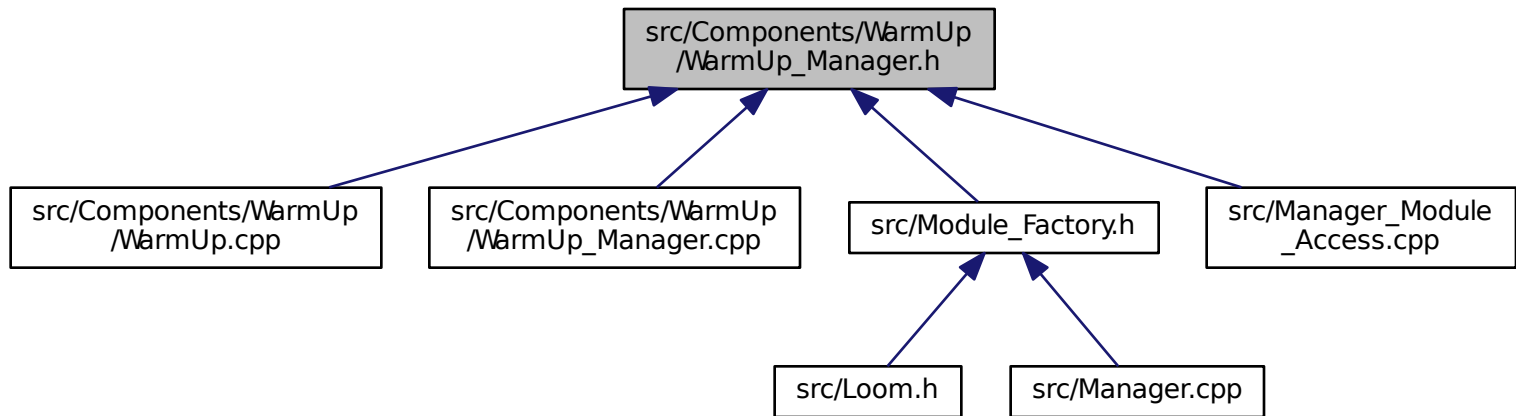 src/Components/WarmUp
/WarmUp_Manager.h
src/Components/WarmUp
/WarmUp.cpp
src/Components/WarmUp
/WarmUp_Manager.cpp
src/Module_Factory.h
src/Manager_Module
_Access.cpp
src/Loom.h
src/Manager.cpp